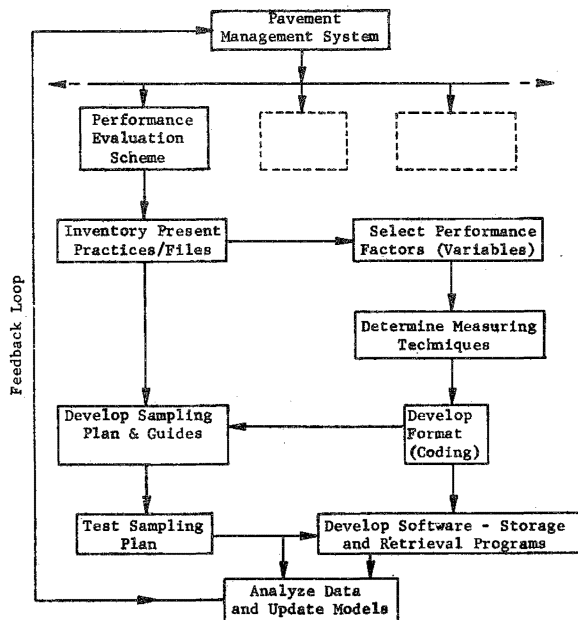 Pavement
Management System
Performance
Evaluation
Scheme
Inventory Present
Practices/Files
Select Performance
Factors (Variables)
Determine Measuring
Techniques
Feedback Loop
Develop Sampling
Plan & Guides
Develop
Format
(Coding)
Test Sampling
Plan
Develop Software - Storage
and Retrieval Programs
Analyze Data
and Update Models